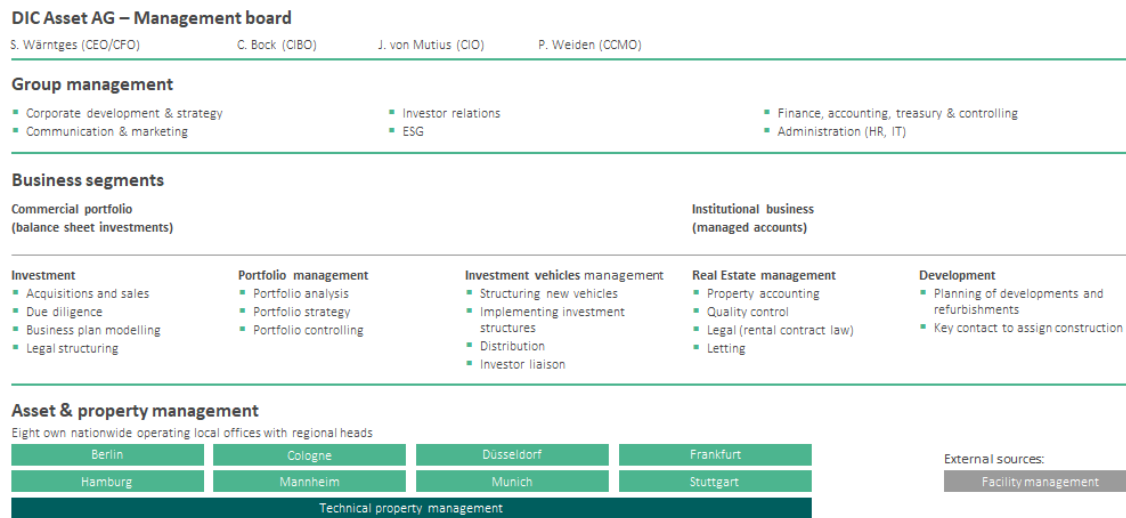 DIC Asset AG – Management board
S. Wärntges (CEO/CFO) C. Bock (CIBO) J. von Mutius (CIO) P. Weiden (CCMO)
Group management
Corporate development & strategy
Communication & marketing
Investor relations
ESG
Finance, accounting, treasury & controlling
Administration (HR, IT)
Business segments
Commercial portfolio
(balance sheet investments)
Institutional business
(managed accounts)
Investment
Acquisitions and sales
Due diligence
Business plan modelling
Legal structuring
Portfolio management
Portfolio analysis
Portfolio strategy
Portfolio controlling
Investment vehicles management
Structuring new vehicles
Implementing investment
structures
Distribution
Investor liaison
Real Estate management
Property accounting
Quality control
Legal (rental contract law)
Letting
Development
Planning of developments and
refurbishments
Key contact to assign construction
Asset & property management
Eight own nationwide operating local offices with regional heads
Berlin Cologne Düsseldorf Frankfurt
Hamburg Mannheim Munich Stuttgart
Technical property management
External sources:
Facility management